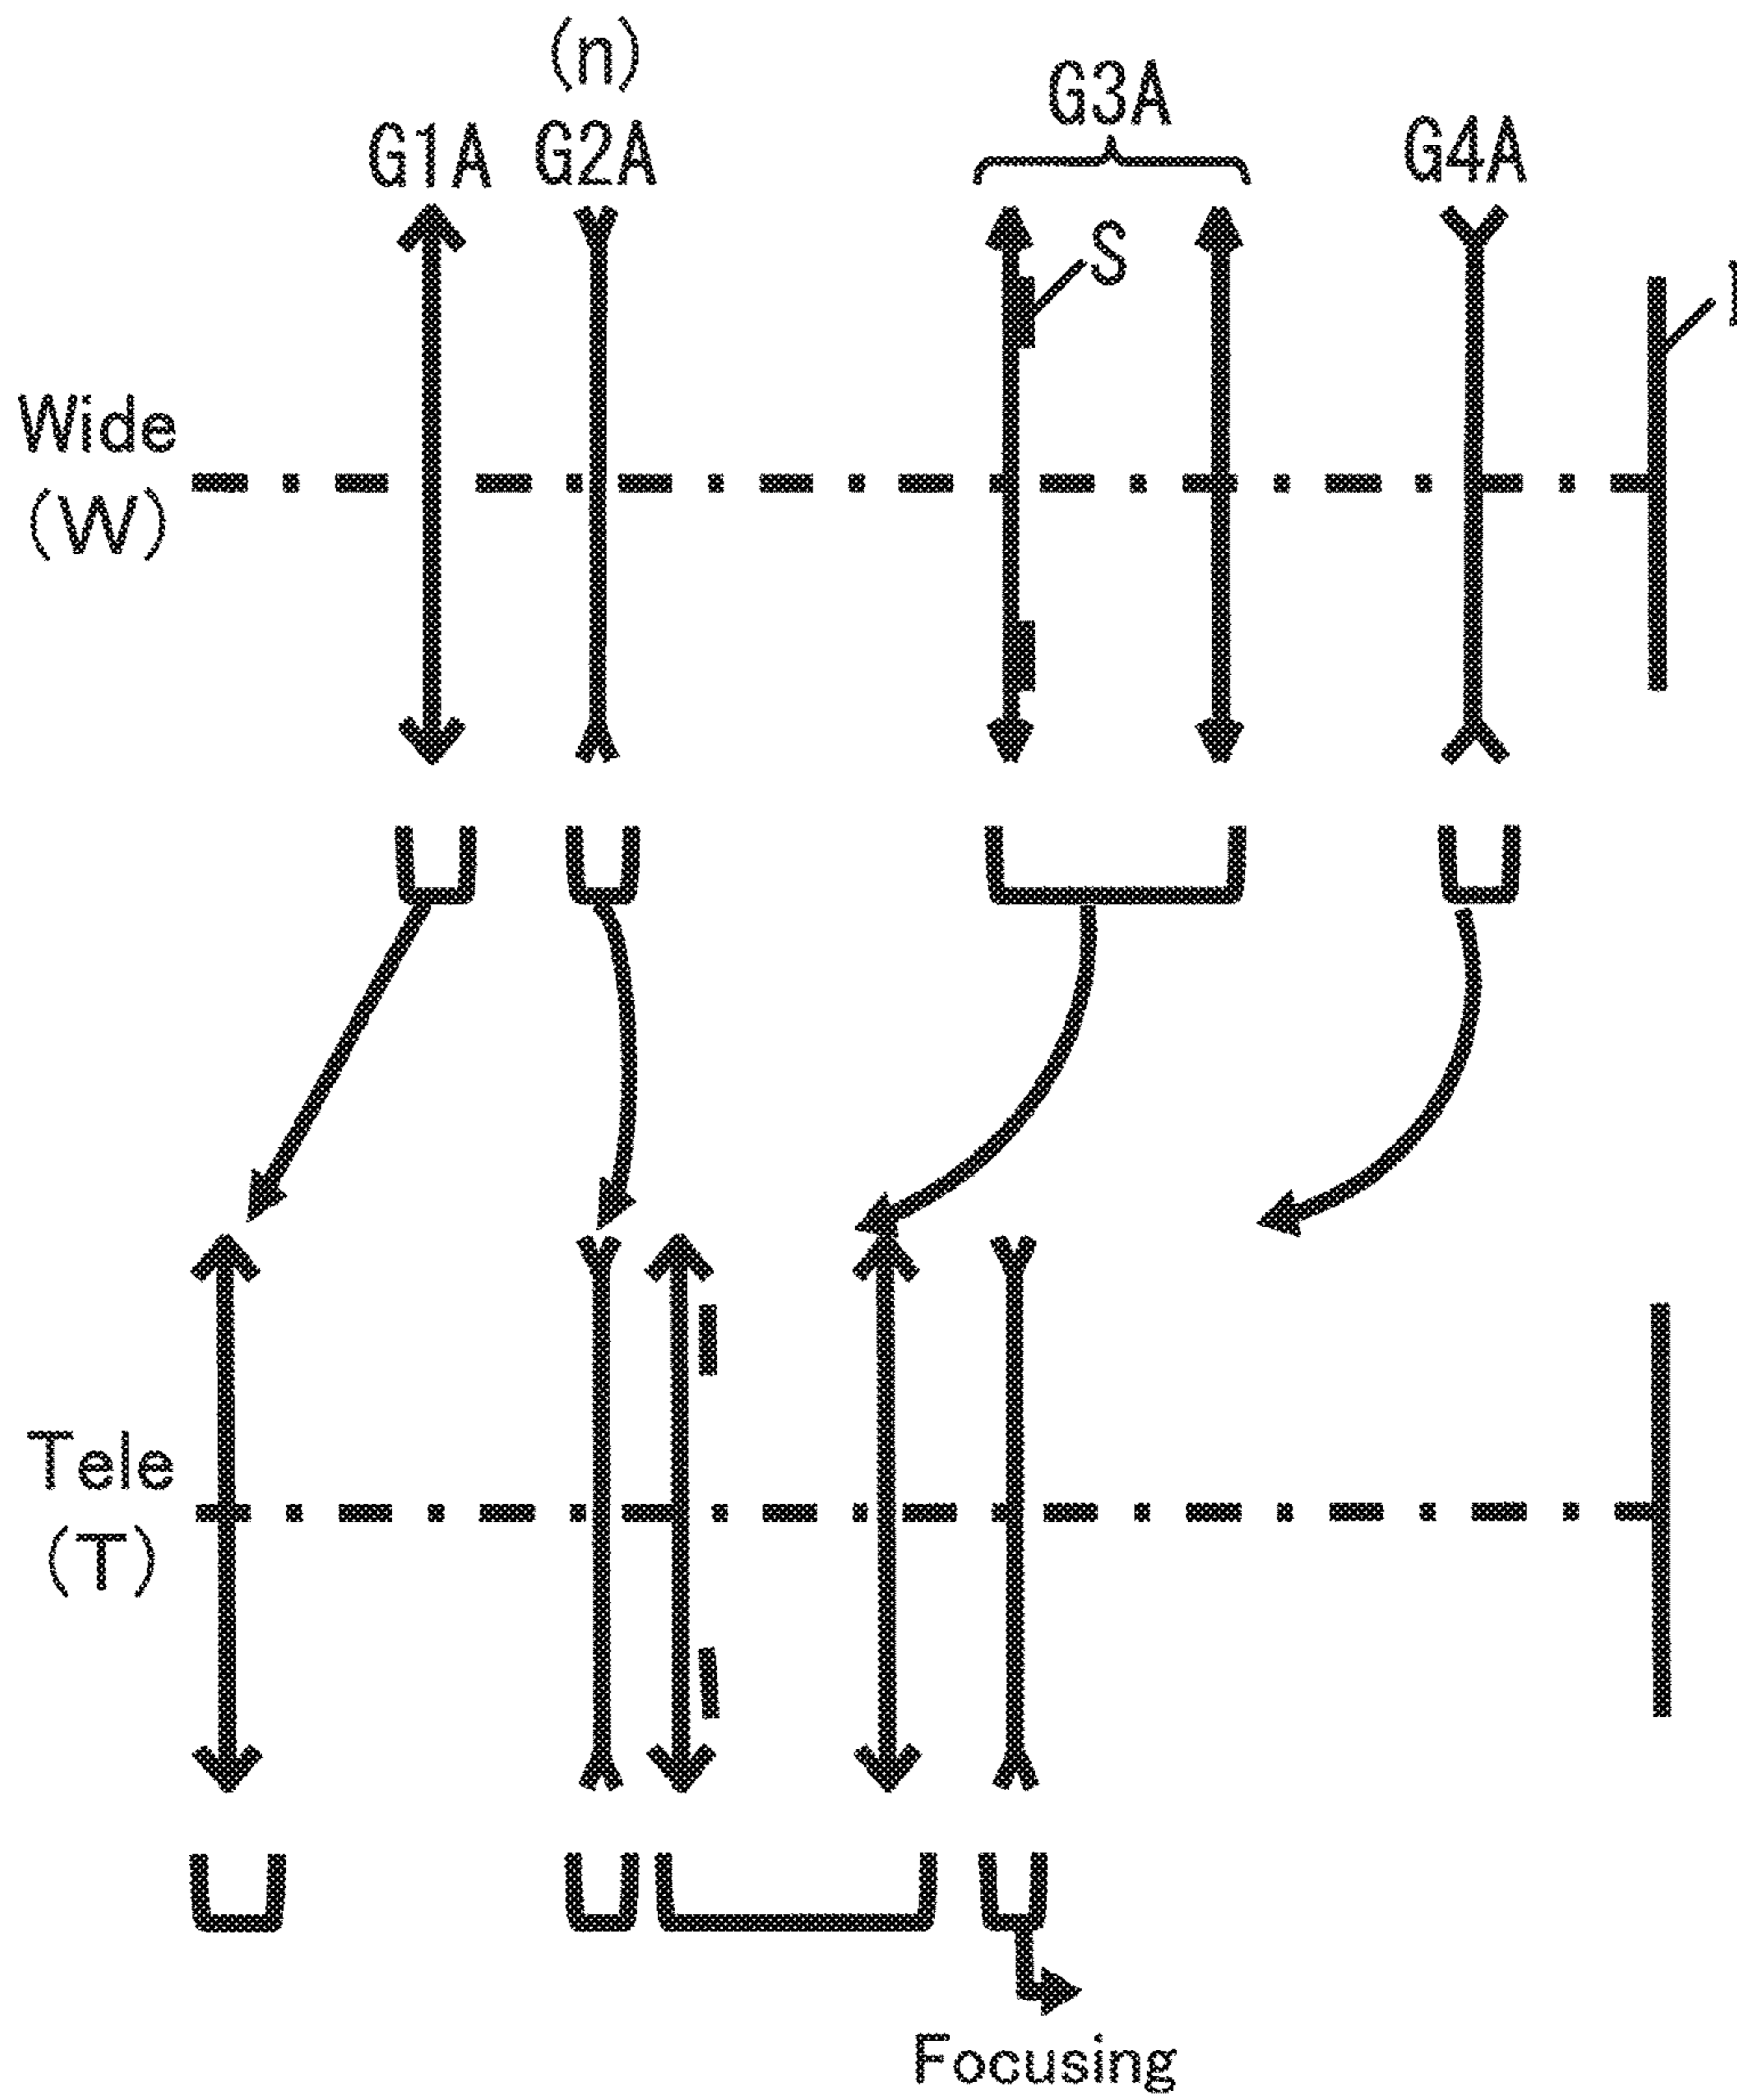 (n)
G1A G2A G3A G4A
S
Wide
(W)
Tele
(T)
Focusing